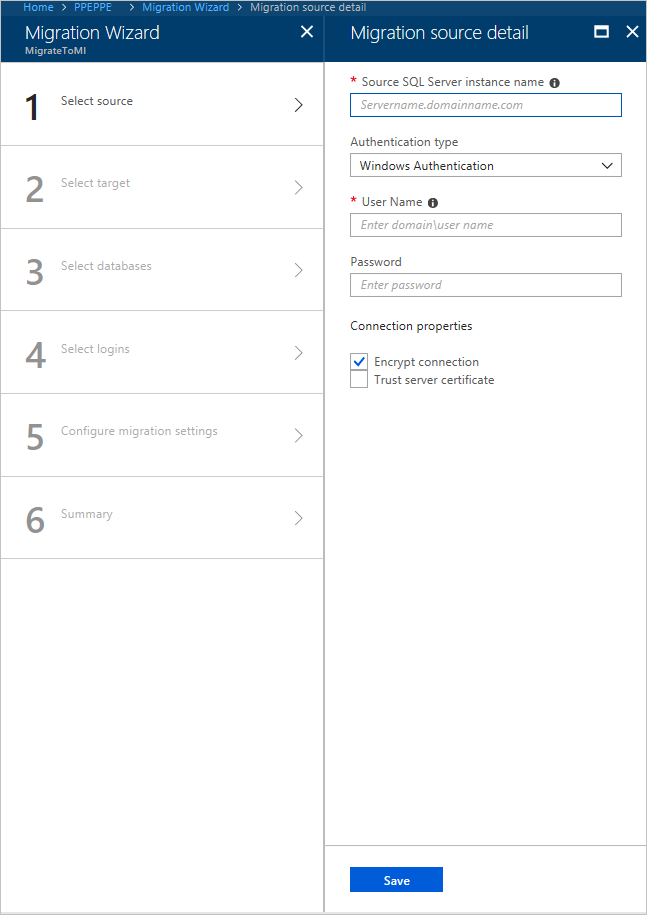 Home > PPEPPE > Migration Wizard > Migration source detail
Migration Wizard
MigrateToMI
1 Select source
2 Select target
3 Select databases
4 Select logins
5 Configure migration settings
6 Summary
Migration source detail
* Source SQL Server instance name
Servername.domainname.com
Authentication type
Windows Authentication
* User Name
Enter domain\user name
Password
Enter password
Connection properties
Encrypt connection
Trust server certificate
Save